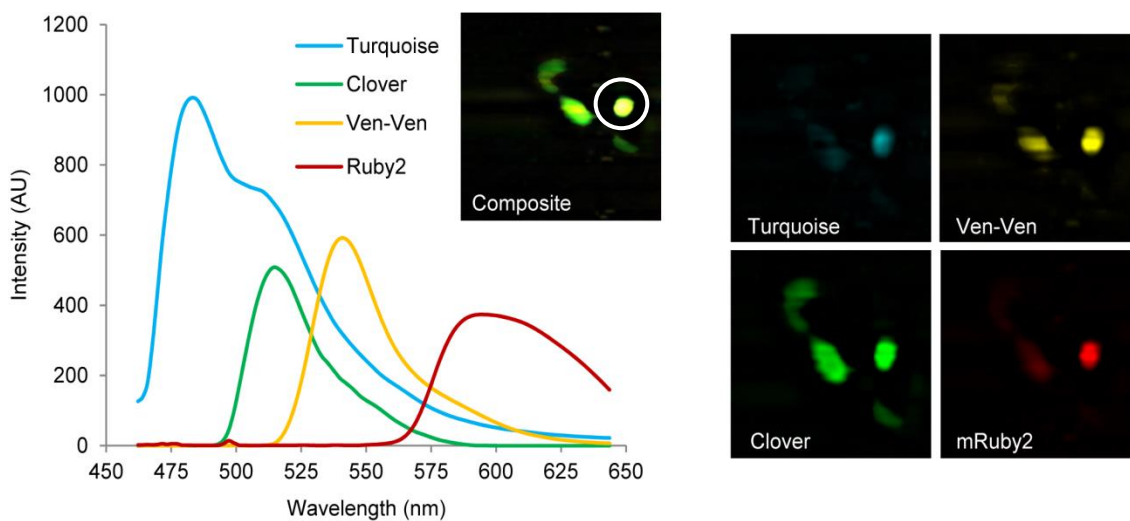 1200
1000
800
600
400
200
0
Intensity (AU)
450 475 500 525 550 575 600 625 650
Wavelength (nm)
Turquoise
Clover
Ven-Ven
Ruby2
Composite
Turquoise
Ven-Ven
Clover
mRuby2